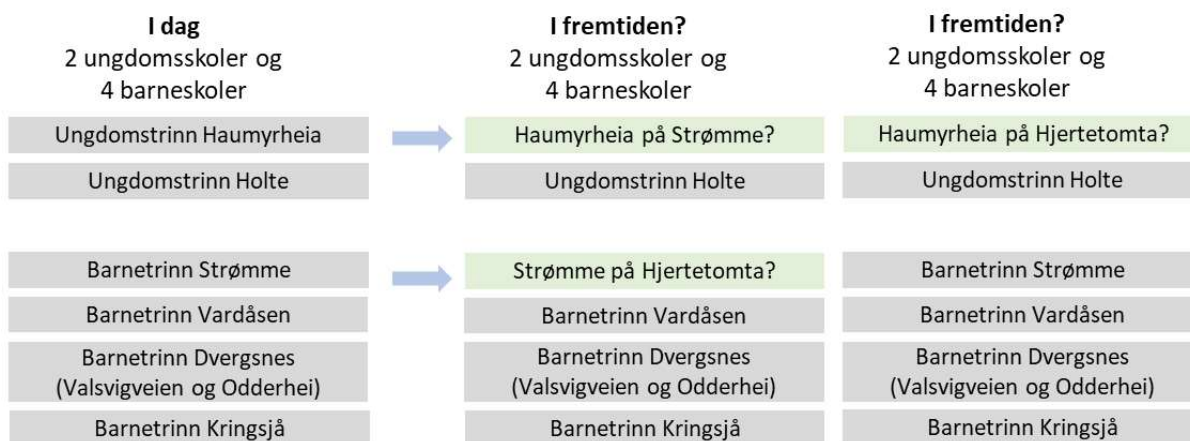 I dag
2 ungdomsskoler og
4 barneskoler
Ungdomstrinn Haumyrheia
Ungdomstrinn Holte
Barnetrinn Strømme
Barnetrinn Vardåsen
Barnetrinn Dvergsnes
(Valsvigveien og Odderhei)
Barnetrinn Kringsjå
I fremtiden?
2 ungdomsskoler og
4 barneskoler
Haumyrheia på Strømme?
Ungdomstrinn Holte
Strømme på Hjertetomta?
Barnetrinn Vardåsen
Barnetrinn Dvergsnes
(Valsvigveien og Odderhei)
Barnetrinn Kringsjå
I fremtiden?
2 ungdomsskoler og
4 barneskoler
Haumyrheia på Hjertetomta?
Ungdomstrinn Holte
Barnetrinn Strømme
Barnetrinn Vardåsen
Barnetrinn Dvergsnes
(Valsvigveien og Odderhei)
Barnetrinn Kringsjå